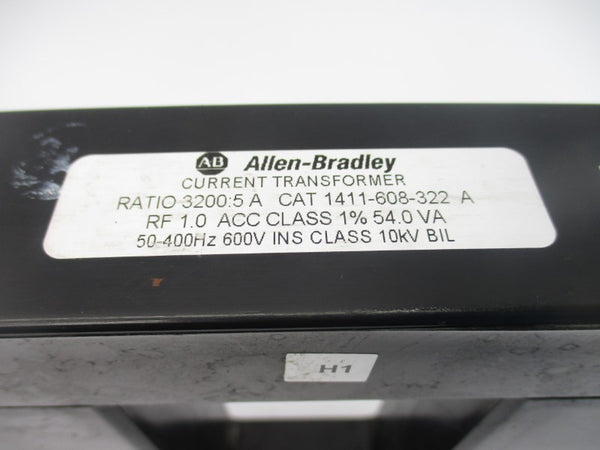 AB Allen-Bradley
CURRENT TRANSFORMER
RATIO 3200:5 A CAT 1411-608-322 A
RF 1.0 ACC CLASS 1% 54.0 VA
50-400Hz 600V INS CLASS 10kV BIL
H1